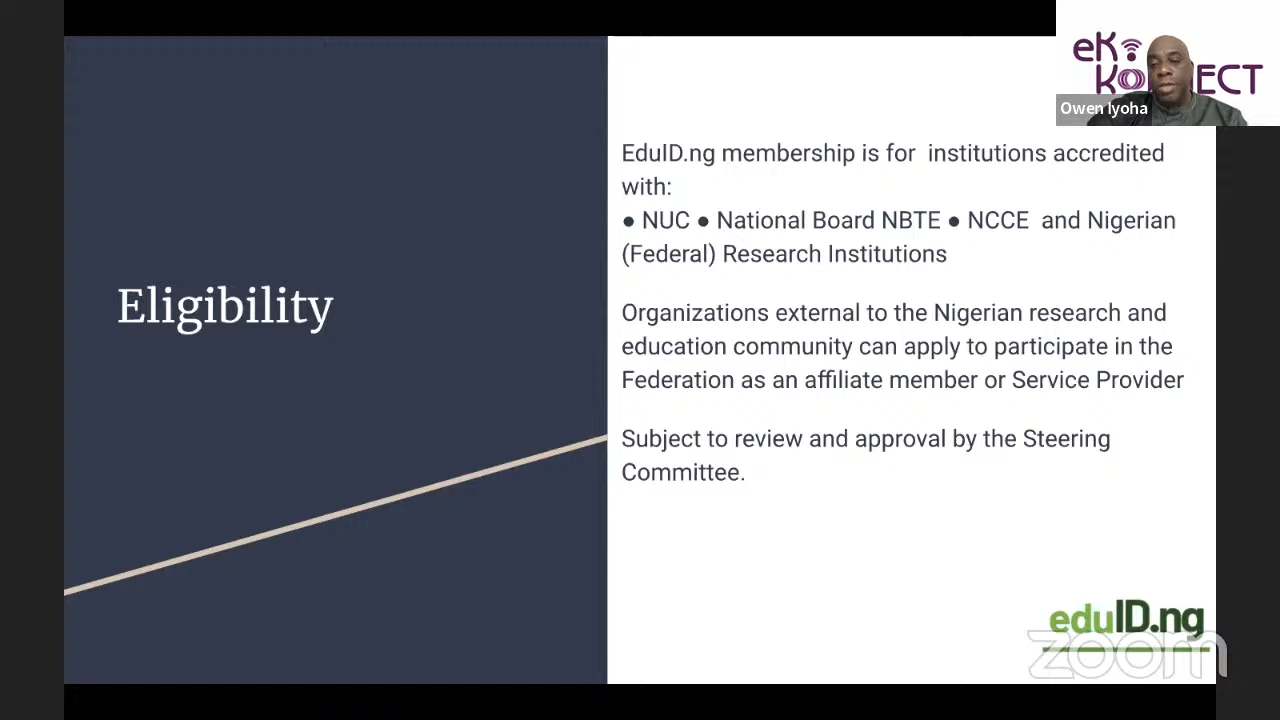 eK
KONNECT
Owen Iyoha
EduID.ng membership is for  institutions accredited
with:
● NUC ● National Board NBTE ● NCCE  and Nigerian
(Federal) Research Institutions
Eligibility
Organizations external to the Nigerian research and
education community can apply to participate in the
Federation as an affiliate member or Service Provider
Subject to review and approval by the Steering
Committee.
eduID.ng
zoom